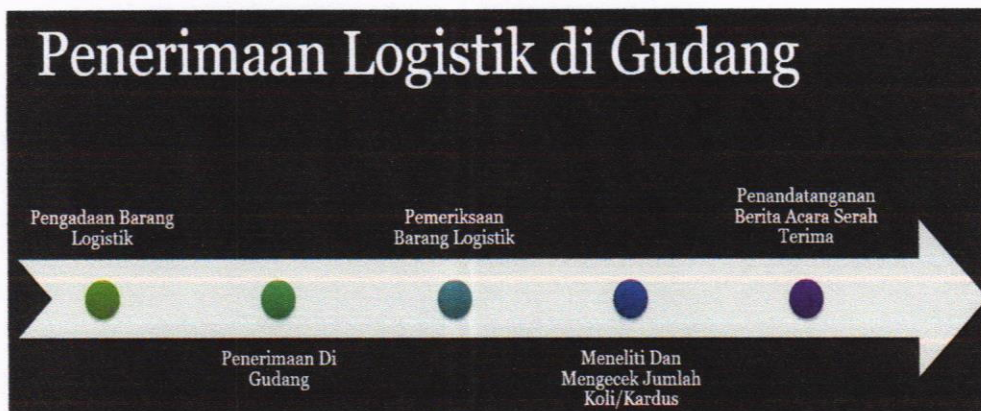 Penerimaan Logistik di Gudang
Pengadaan Barang
Logistik
Penerimaan Di
Gudang
Pemeriksaan
Barang Logistik
Meneliti Dan
Mengecek Jumlah
Koli/Kardus
Penandatanganan
Berita Acara Serah
Terima